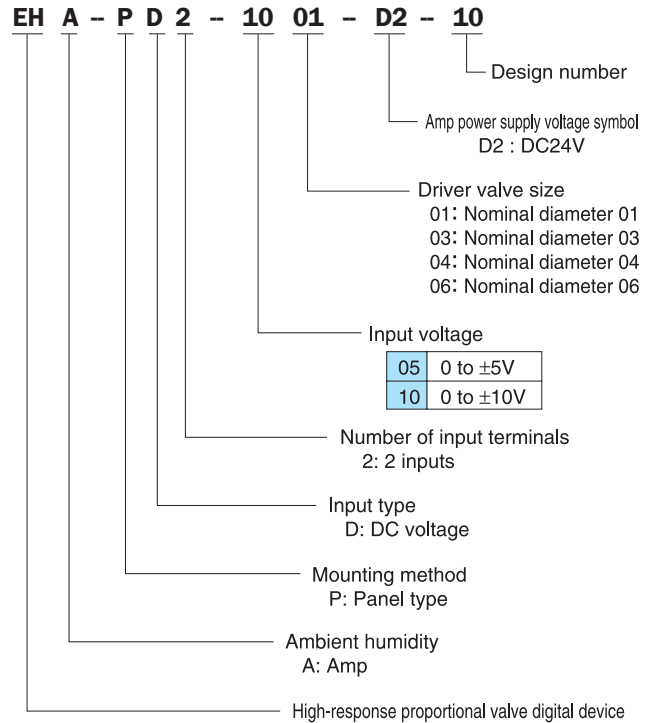 EH A – P D 2 – 10 01 – D2 – 10
Design number
Amp power supply voltage symbol
D2 : DC24V
Driver valve size
01: Nominal diameter 01
03: Nominal diameter 03
04: Nominal diameter 04
06: Nominal diameter 06
Input voltage
05 0 to ±5V
10 0 to ±10V
Number of input terminals
2: 2 inputs
Input type
D: DC voltage
Mounting method
P: Panel type
Ambient humidity
A: Amp
High-response proportional valve digital device